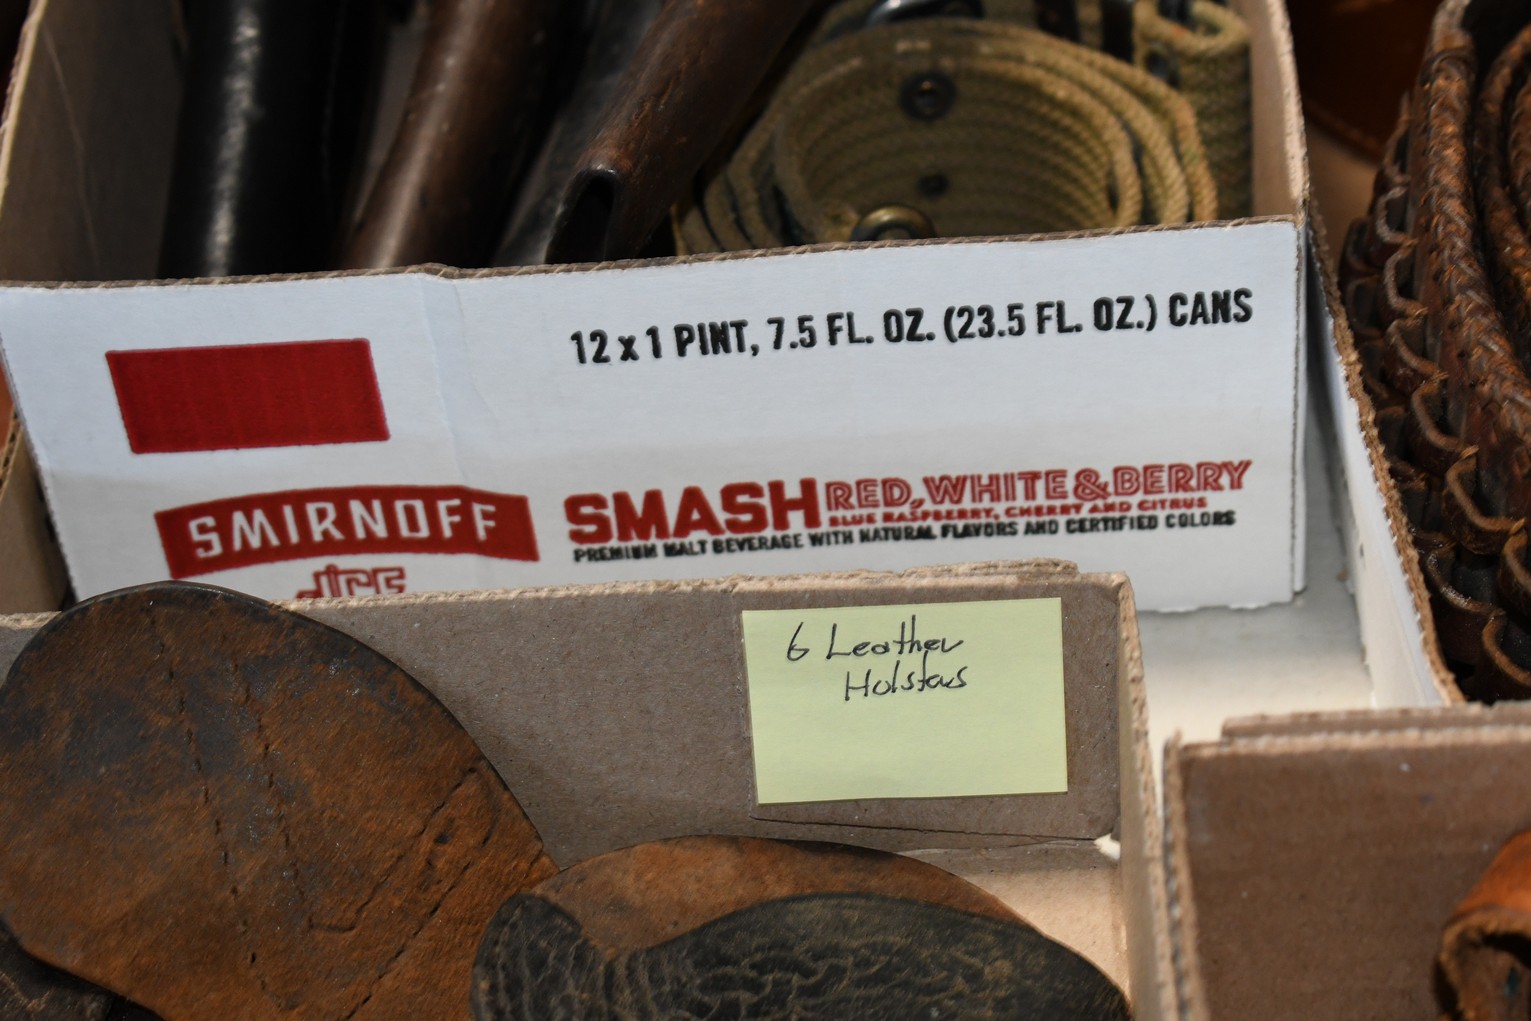 12 x 1 PINT, 7.5 FL. OZ. (23.5 FL. OZ.) CANS
SMIRNOFF
ICE
SMASH RED, WHITE & BERRY
BLUE RASPBERRY, CHERRY AND CITRUS
PREMIUM MALT BEVERAGE WITH NATURAL FLAVORS AND CERTIFIED COLORS
6 Leather
Holsters